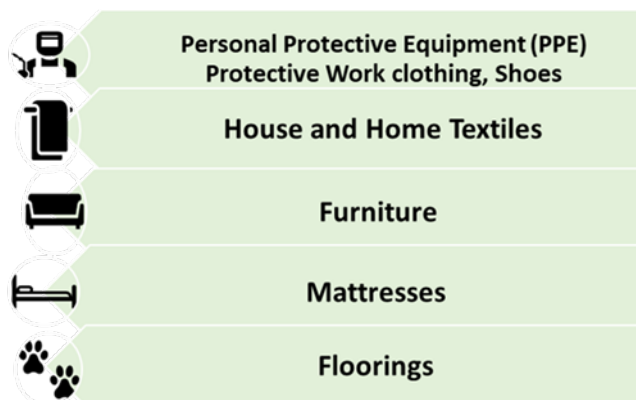 Personal Protective Equipment (PPE)
Protective Work clothing, Shoes
House and Home Textiles
Furniture
Mattresses
Floorings